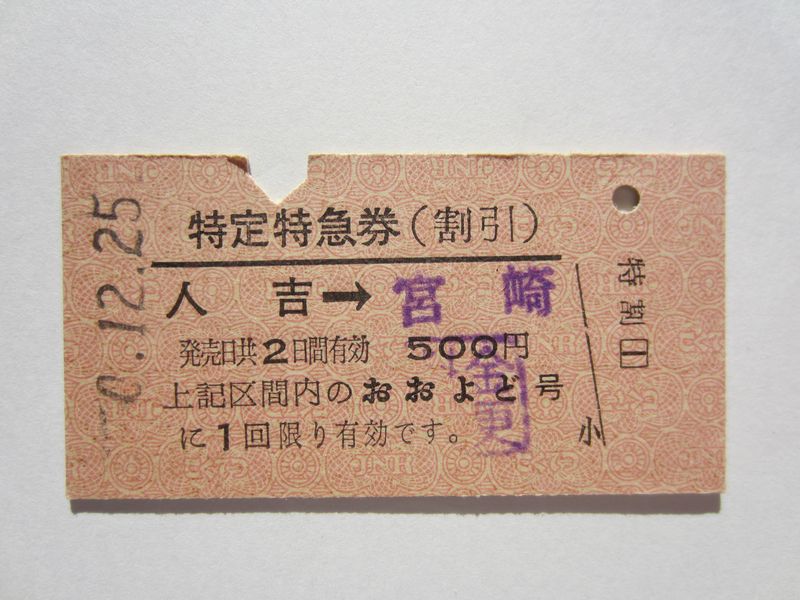 特定特急券（割引）
人吉➡宮崎
発売日共2日間有効 500円
上記区間内のおおよど号
に1回限り有効です。
小
0.12.25
特割
1